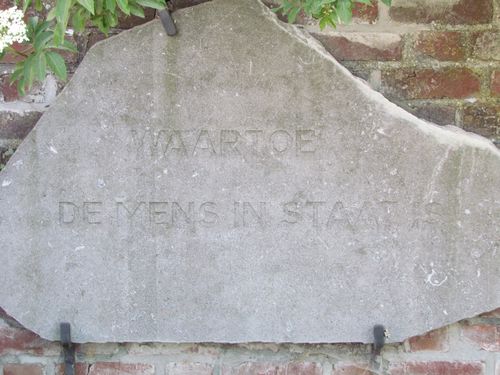 WAARTOE
DE MENS IN STAAT IS